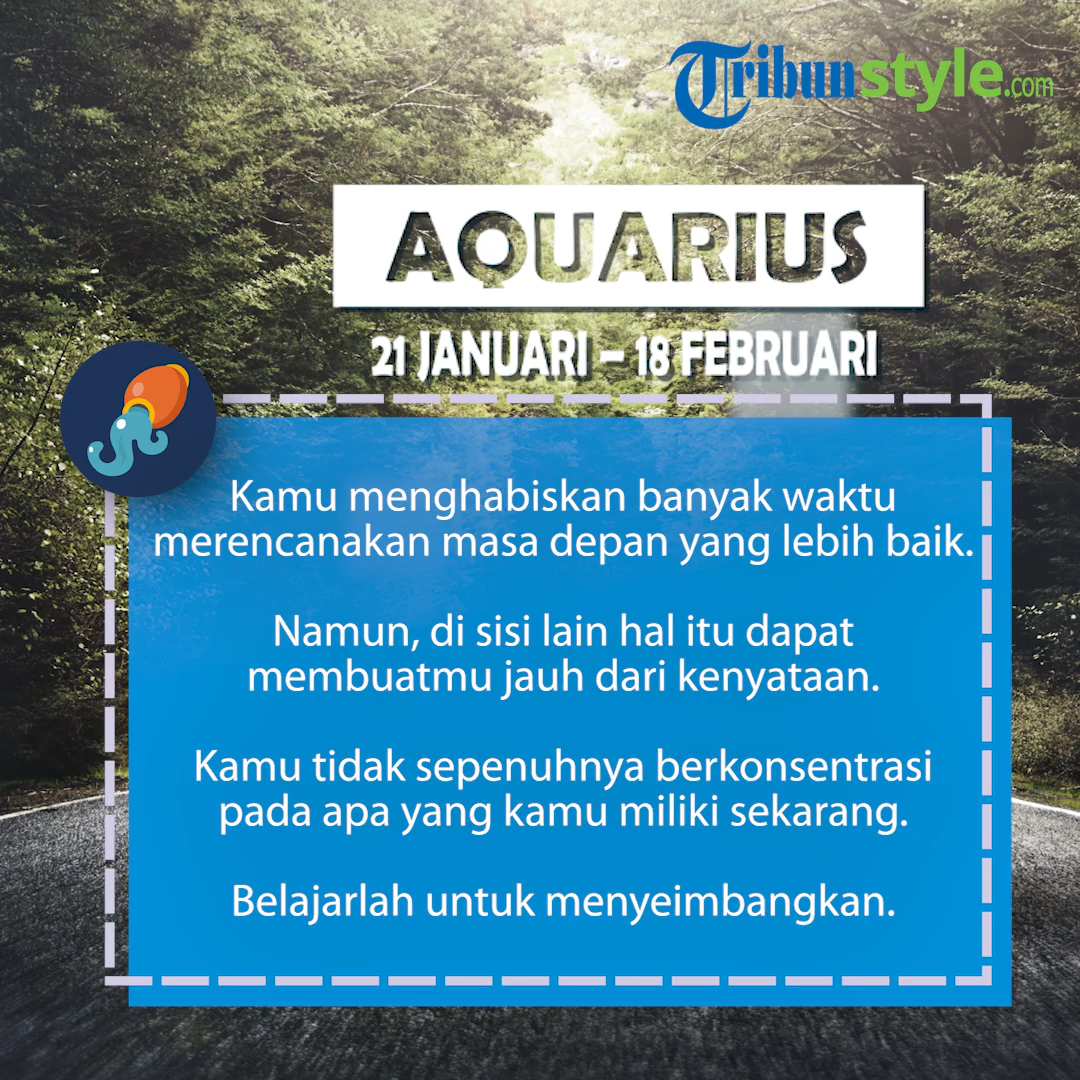 Tribunstyle.com
AQUARIUS
21 JANUARI – 18 FEBRUARI
Kamu menghabiskan banyak waktu
merencanakan masa depan yang lebih baik.
Namun, di sisi lain hal itu dapat
membuatmu jauh dari kenyataan.
Kamu tidak sepenuhnya berkonsentrasi
pada apa yang kamu miliki sekarang.
Belajarlah untuk menyeimbangkan.